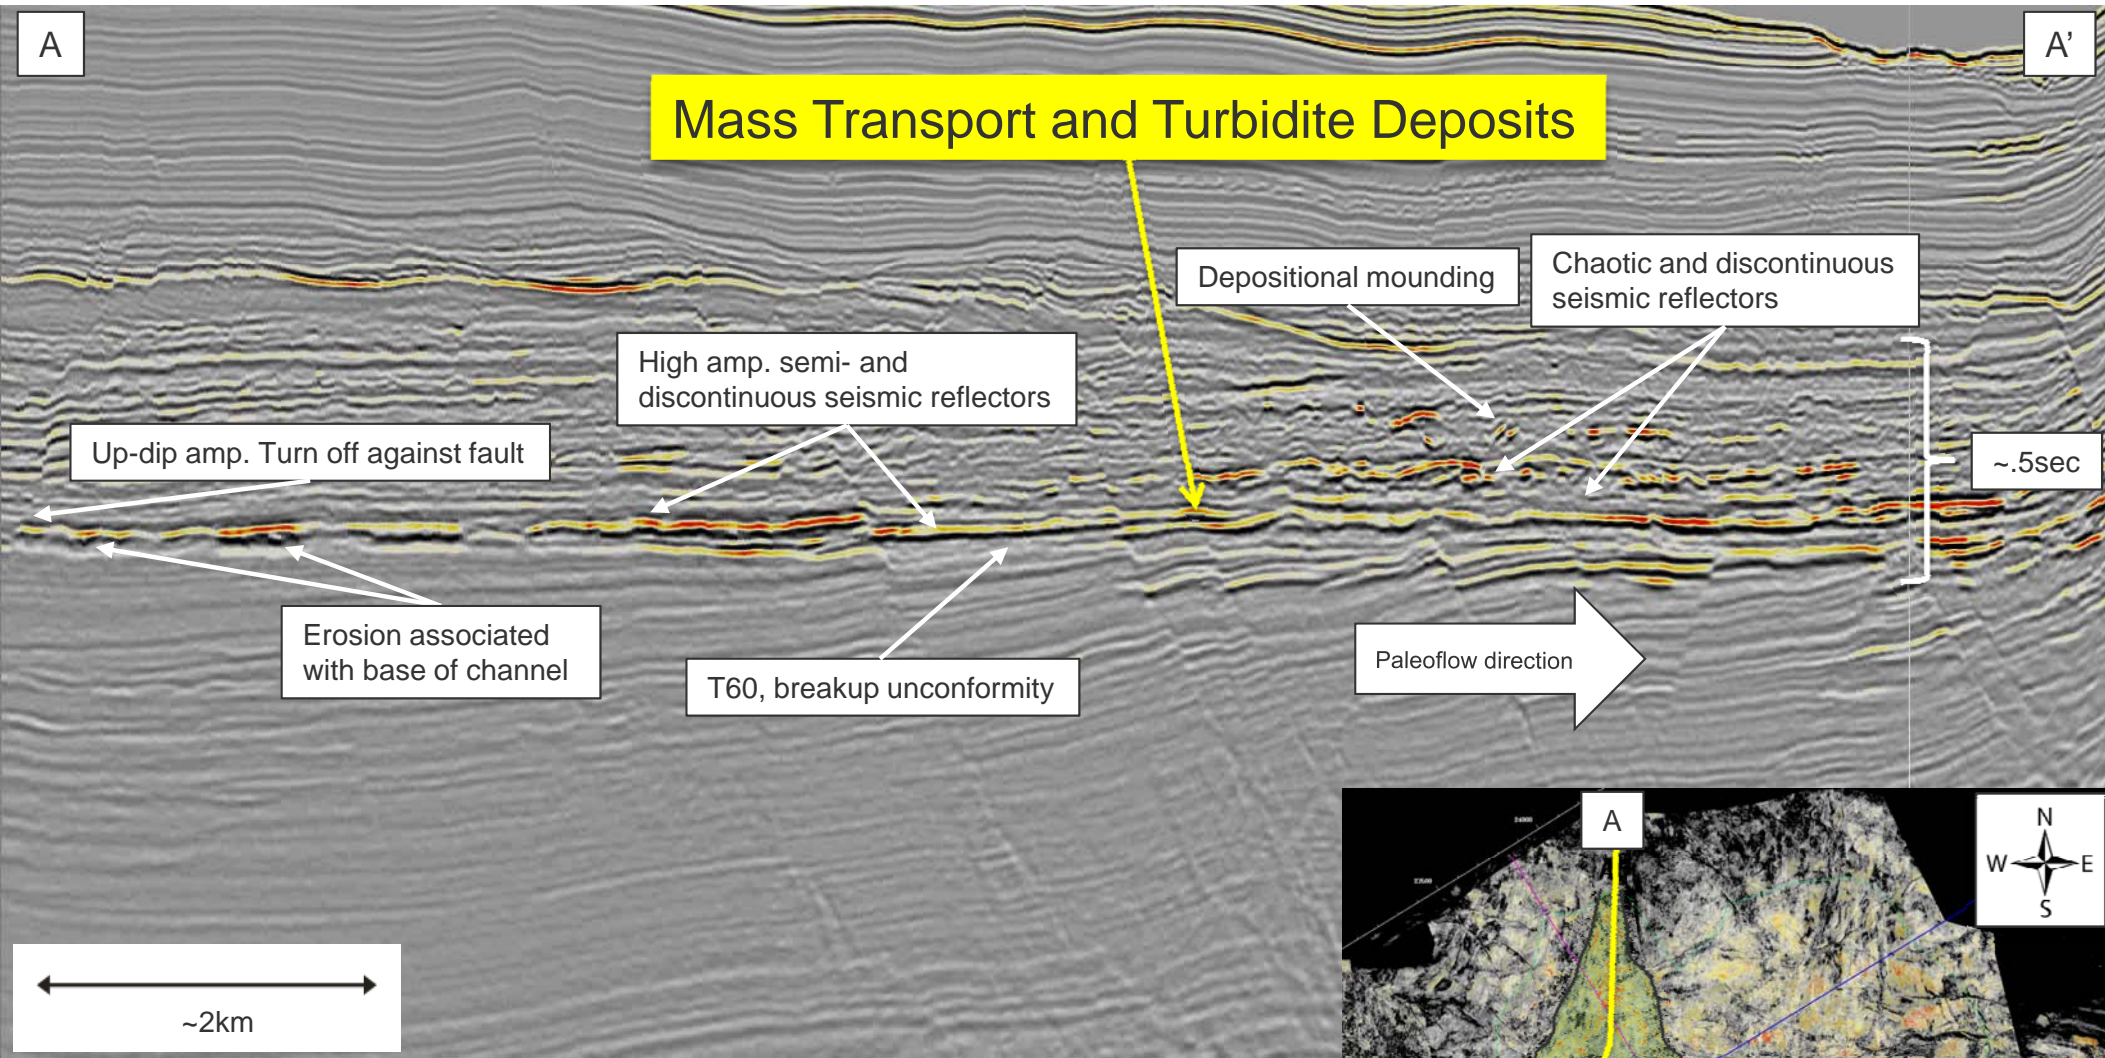 A
A’
Mass Transport and Turbidite Deposits
Depositional mounding
Chaotic and discontinuous
seismic reflectors
High amp. semi- and
discontinuous seismic reflectors
Up-dip amp. Turn off against fault
~.5sec
Erosion associated
with base of channel
T60, breakup unconformity
Paleoflow direction
~2km
A
N
W
E
S